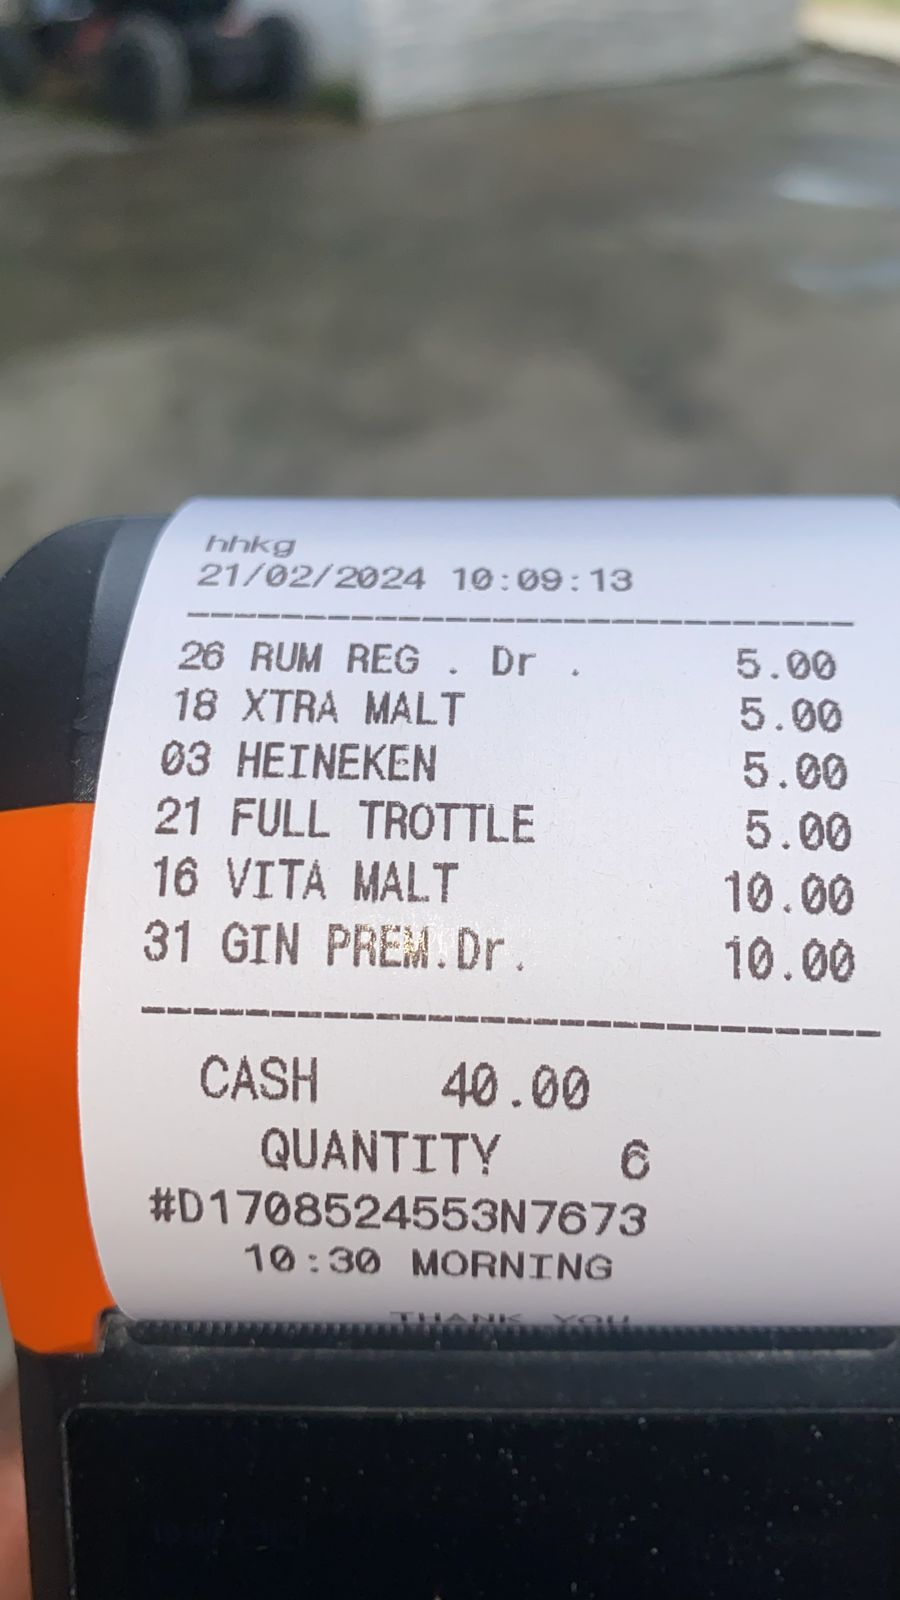 hhkg
21/02/2024 10:09:13
--------------------------------
26 RUM REG . Dr . 5.00
18 XTRA MALT 5.00
03 HEINEKEN 5.00
21 FULL TROTTLE 5.00
16 VITA MALT 10.00
31 GIN PREM.Dr. 10.00
--------------------------------
CASH 40.00
QUANTITY 6
#D1708524553N7673
10:30 MORNING
THANK YOU